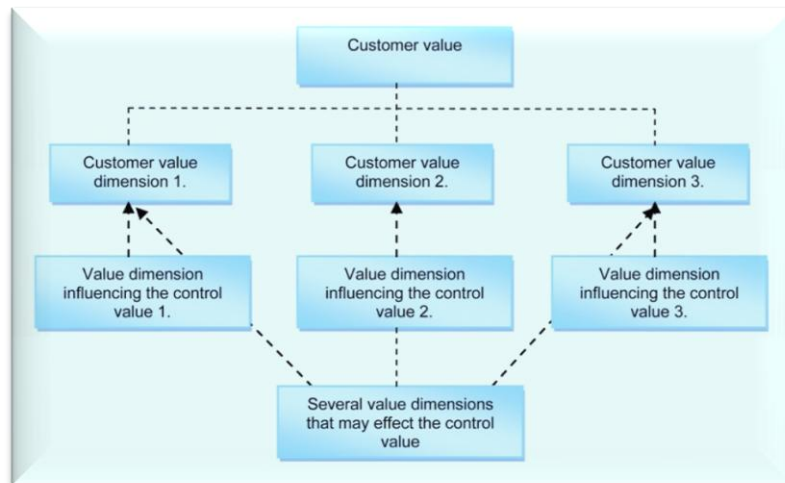 Customer value
Customer value
dimension 1.
Customer value
dimension 2.
Customer value
dimension 3.
Value dimension
influencing the control
value 1.
Value dimension
influencing the control
value 2.
Value dimension
influencing the control
value 3.
Several value dimensions
that may effect the control
value